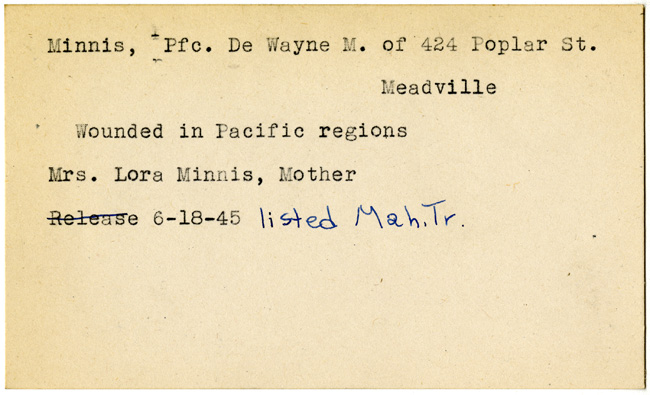 Minnis, Pfc. De Wayne M. of 424 Poplar St.
Meadville
Wounded in Pacific regions
Mrs. Lora Minnis, Mother
Release 6-18-45 listed Mah. Tr.